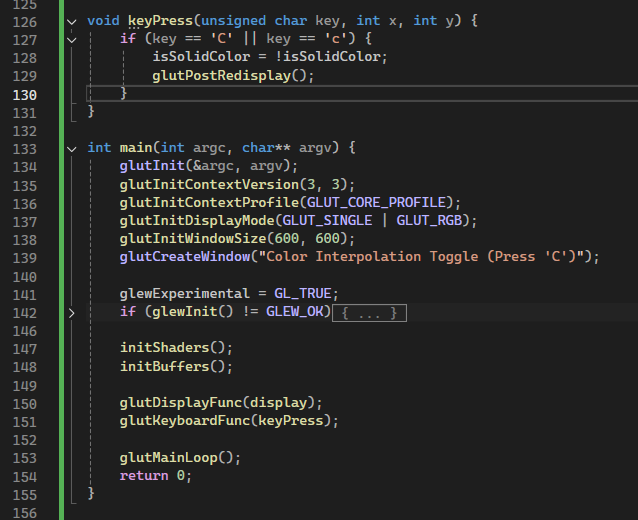 125
126 void keyPress(unsigned char key, int x, int y) {
127 if (key == 'C' || key == 'c') {
128 isSolidColor = !isSolidColor;
129 glutPostRedisplay();
130 }
131 }
132
133 int main(int argc, char** argv) {
134 glutInit(&argc, argv);
135 glutInitContextVersion(3, 3);
136 glutInitContextProfile(GLUT_CORE_PROFILE);
137 glutInitDisplayMode(GLUT_SINGLE | GLUT_RGB);
138 glutInitWindowSize(600, 600);
139 glutCreateWindow("Color Interpolation Toggle (Press 'C')");
140
141 glewExperimental = GL_TRUE;
142 if (glewInit() != GLEW_OK) { ... }
146
147 initShaders();
148 initBuffers();
149
150 glutDisplayFunc(display);
151 glutKeyboardFunc(keyPress);
152
153 glutMainLoop();
154 return 0;
155 }
156